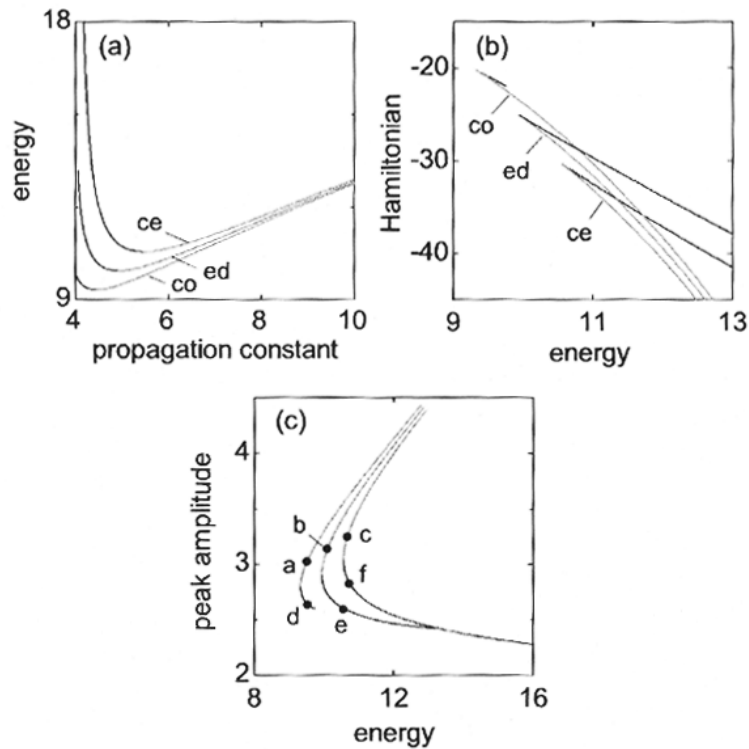 18
(a)
energy
ce
ed
co
9
4
6
8
10
propagation constant
(b)
-20
-30
-40
Hamiltonian
co
ed
ce
9
11
13
energy
(c)
4
3
2
peak amplitude
b
c
a
f
d
e
8
12
16
energy